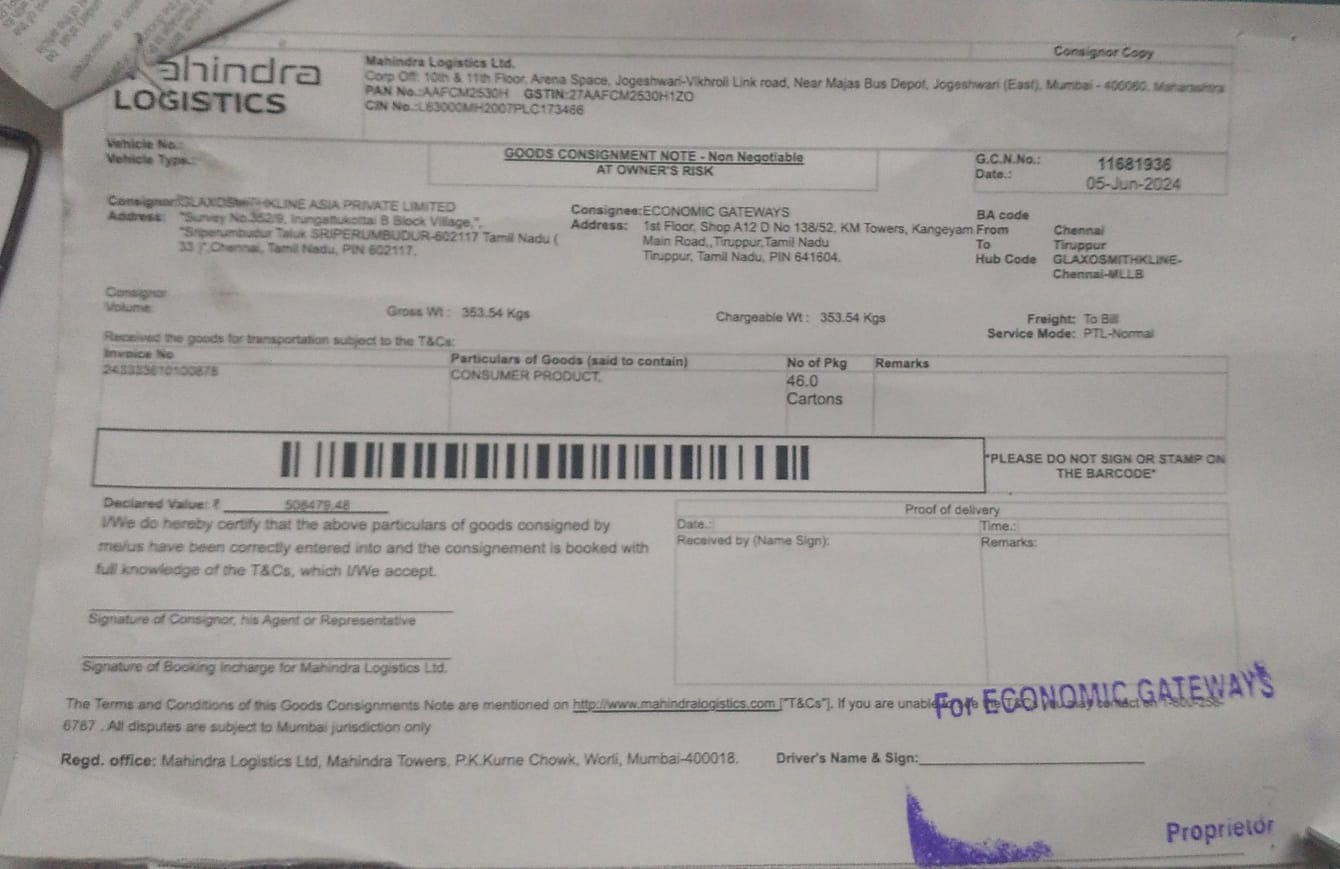 Consignor Copy
Mahindra
LOGISTICS
Mahindra Logistics Ltd.
Corp Off: 10th & 11th Floor, Arena Space, Jogeshwari-Vikhroli Link road, Near Majas Bus Depot, Jogeshwari (East), Mumbai - 400060, Maharashtra
PAN No.:AAFCM2530H GSTIN:27AAFCM2530H1ZO
CIN No.:L63000MH2007PLC173466
Vehicle No.:
Vehicle Type.:
GOODS CONSIGNMENT NOTE - Non Negotiable
AT OWNER'S RISK
G.C.N.No.: 11681936
Date.: 05-Jun-2024
Consignor:GLAXOSMITHKLINE ASIA PRIVATE LIMITED
Address: "Survey No.352/9, Irungattukottai B Block Village,",
"Sriperumbudur Taluk SRIPERUMBUDUR-602117 Tamil Nadu (
33 )",Chennai, Tamil Nadu, PIN 602117.
Consignee:ECONOMIC GATEWAYS
Address: 1st Floor, Shop A12 D No 138/52, KM Towers, Kangeyam
Main Road,,Tiruppur,Tamil Nadu
Tiruppur, Tamil Nadu, PIN 641604.
BA code
From Chennai
To Tiruppur
Hub Code GLAXOSMITHKLINE-
Chennai-MLLB
Consignor
Volume:
Gross Wt : 353.54 Kgs
Chargeable Wt : 353.54 Kgs
Freight: To Bill
Service Mode: PTL-Normal
Received the goods for transportation subject to the T&Cs:
Invoice No Particulars of Goods (said to contain) No of Pkg Remarks
CONSUMER PRODUCT, 46.0
Cartons
*PLEASE DO NOT SIGN OR STAMP ON
THE BARCODE*
Declared Value: ₹ 506479.48
I/We do hereby certify that the above particulars of goods consigned by
me/us have been correctly entered into and the consignement is booked with
full knowledge of the T&Cs, which I/We accept.
Proof of delivery
Date.: Time.:
Received by (Name Sign): Remarks:
Signature of Consignor, his Agent or Representative
Signature of Booking Incharge for Mahindra Logistics Ltd.
The Terms and Conditions of this Goods Consignments Note are mentioned on http://www.mahindralogistics.com ["T&Cs"]. If you are unable
6787 . All disputes are subject to Mumbai jurisdiction only
For ECONOMIC GATEWAYS
Regd. office: Mahindra Logistics Ltd, Mahindra Towers, P.K.Kurne Chowk, Worli, Mumbai-400018. Driver's Name & Sign:
Proprietor